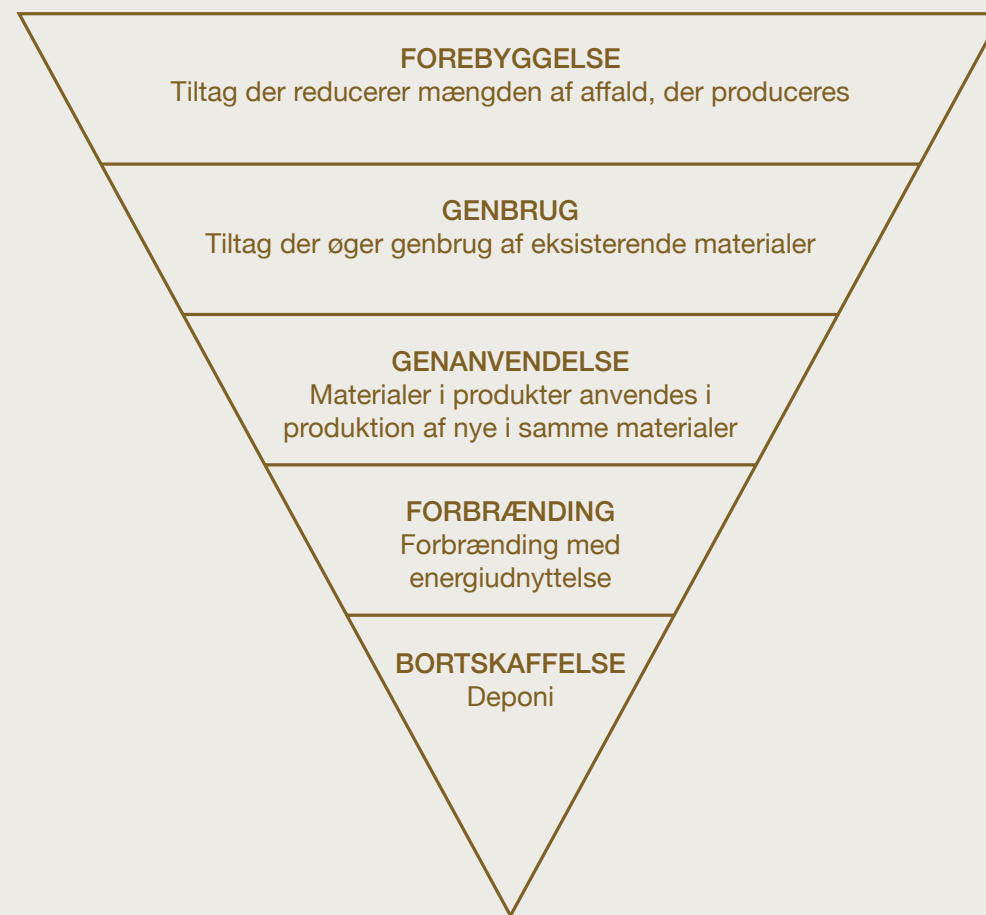 FOREBYGGELSE
Tiltag der reducerer mængden af affald, der produceres
GENBRUG
Tiltag der øger genbrug af eksisterende materialer
GENANVENDELSE
Materialer i produkter anvendes i
produktion af nye i samme materialer
FORBRÆNDING
Forbrænding med
energiudnyttelse
BORTSKAFFELSE
Deponi